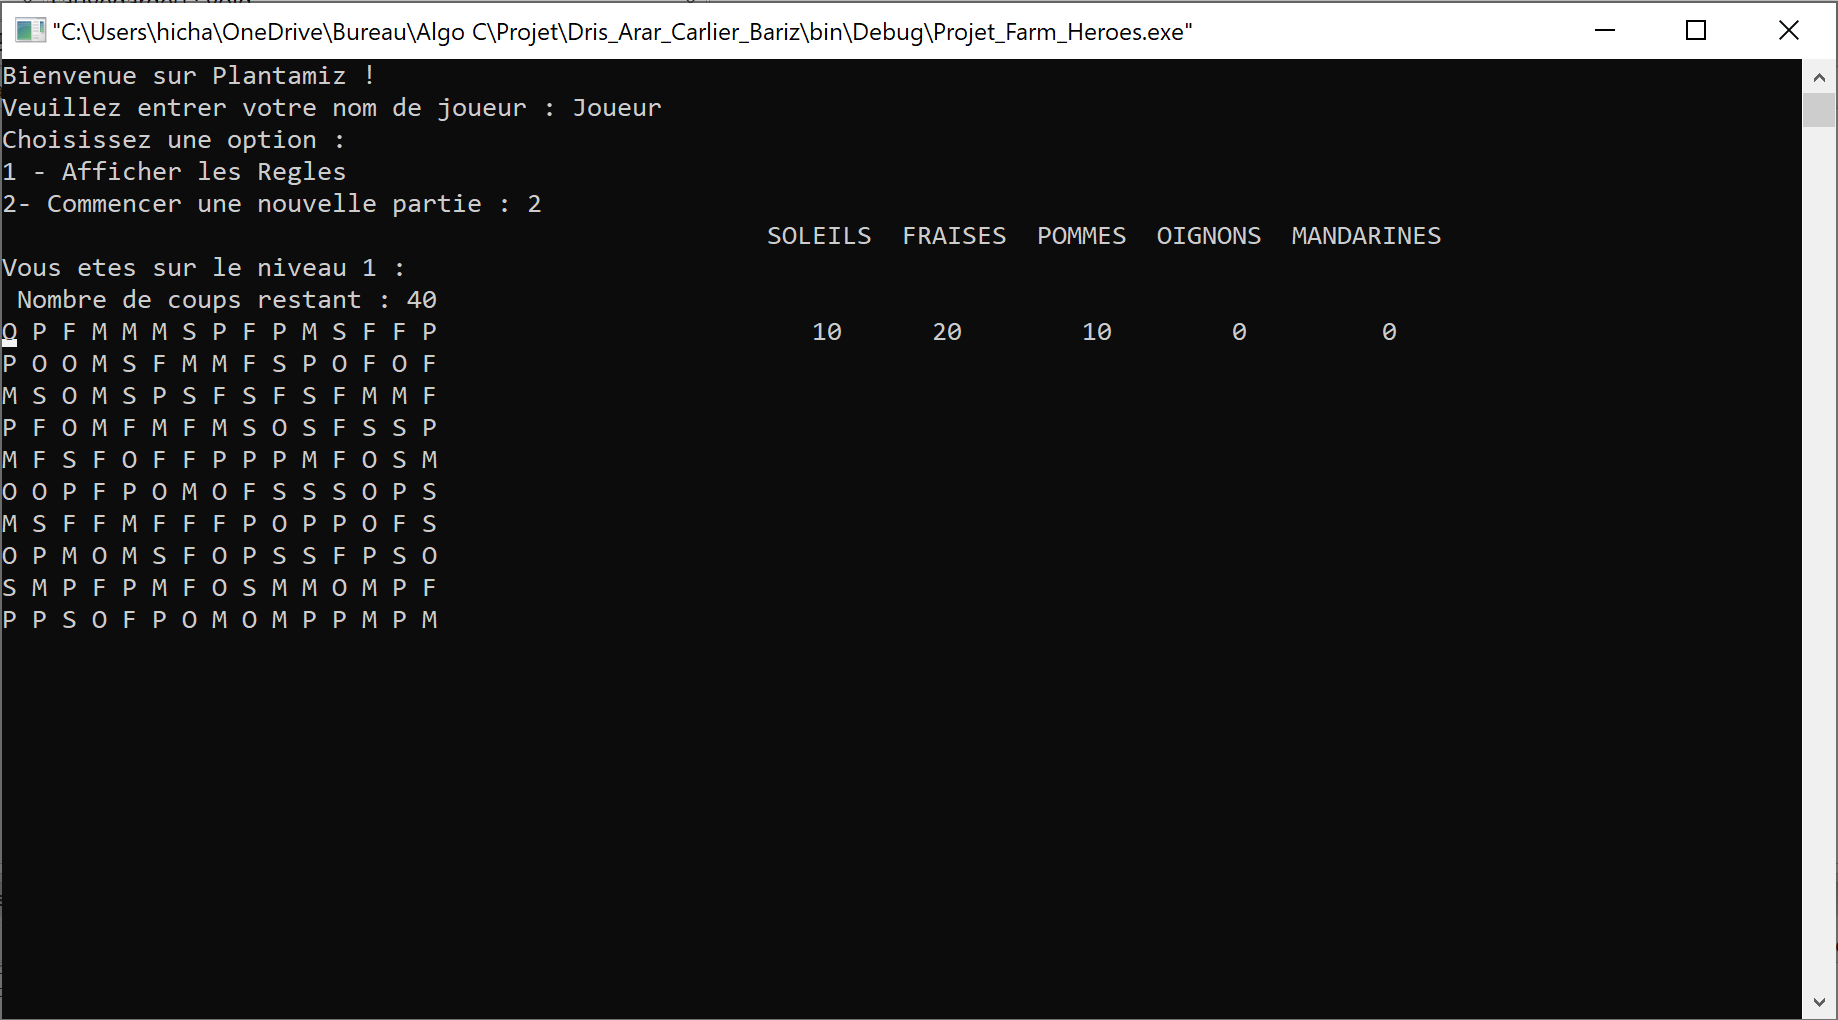 "C:\Users\hicha\OneDrive\Bureau\Algo C\Projet\Dris_Arar_Carlier_Bariz\bin\Debug\Projet_Farm_Heroes.exe"
Bienvenue sur Plantamiz !
Veuillez entrer votre nom de joueur : Joueur
Choisissez une option :
1 - Afficher les Regles
2- Commencer une nouvelle partie : 2
SOLEILS FRAISES POMMES OIGNONS MANDARINES
Vous etes sur le niveau 1 :
Nombre de coups restant : 40
O P F M M M S P F P M S F F P 10 20 10 0 0
P O O M S F M M F S P O F O F
M S O M S P S F S F S F M M F
P F O M F M F M S O S F S S P
M F S F O F F P P P M F O S M
O O P F P O M O F S S S O P S
M S F F M F F F P O P P O F S
O P M O M S F O P S S F P S O
S M P F P M F O S M M O M P F
P P S O F P O M O M P P M P M